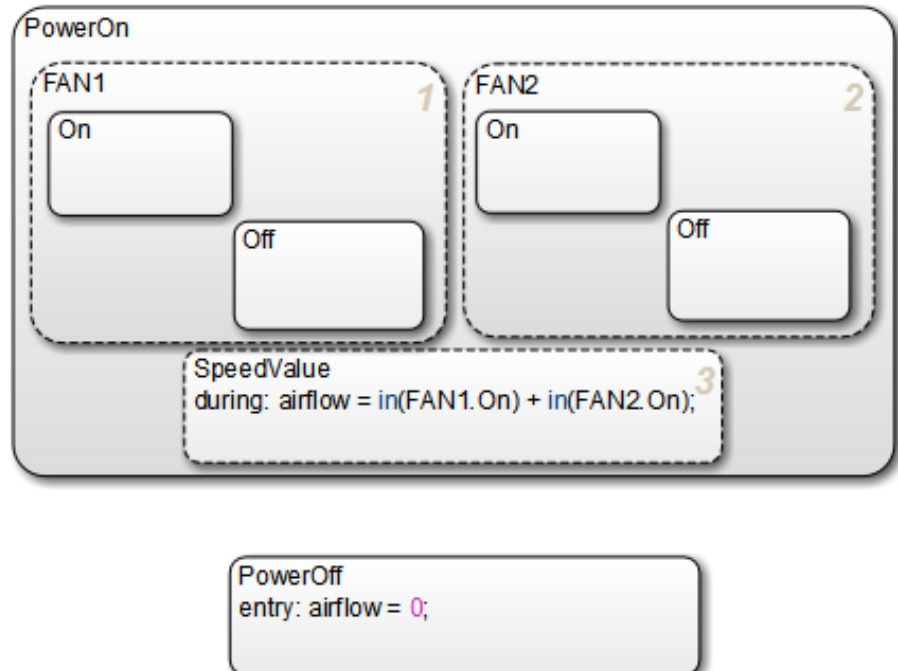 PowerOn
FAN1
1
On
Off
FAN2
2
On
Off
SpeedValue
3
during: airflow = in(FAN1.On) + in(FAN2.On);
PowerOff
entry: airflow = 0;